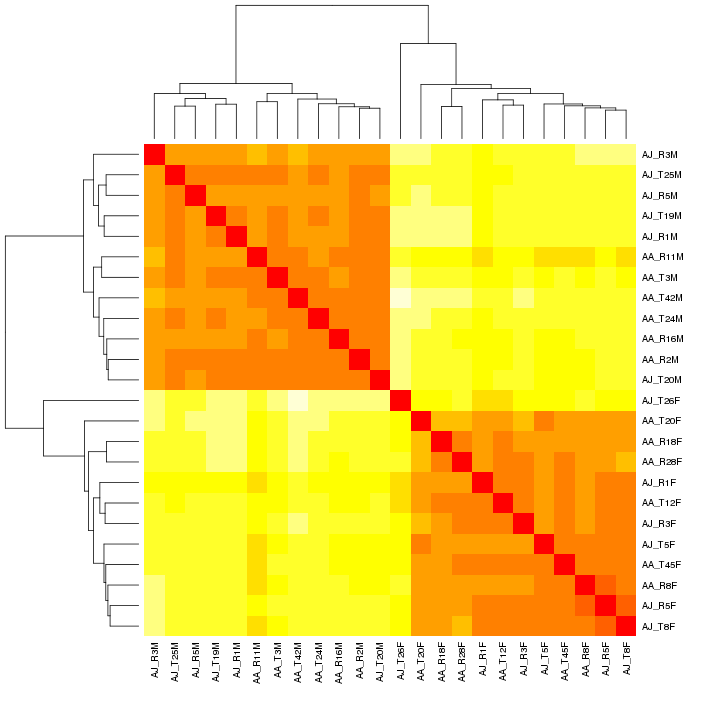 AJ_R3M
AJ_T25M
AJ_R5M
AJ_T19M
AJ_R1M
AA_R11M
AA_T3M
AA_T42M
AA_T24M
AA_R16M
AA_R2M
AJ_T20M
AJ_T26F
AA_T20F
AA_R18F
AA_R28F
AJ_R1F
AA_T12F
AJ_R3F
AJ_T5F
AA_T45F
AA_R8F
AJ_R5F
AJ_T8F
AJ_R3M
AJ_T25M
AJ_R5M
AJ_T19M
AJ_R1M
AA_R11M
AA_T3M
AA_T42M
AA_T24M
AA_R16M
AA_R2M
AJ_T20M
AJ_T26F
AA_T20F
AA_R18F
AA_R28F
AJ_R1F
AA_T12F
AJ_R3F
AJ_T5F
AA_T45F
AA_R8F
AJ_R5F
AJ_T8F